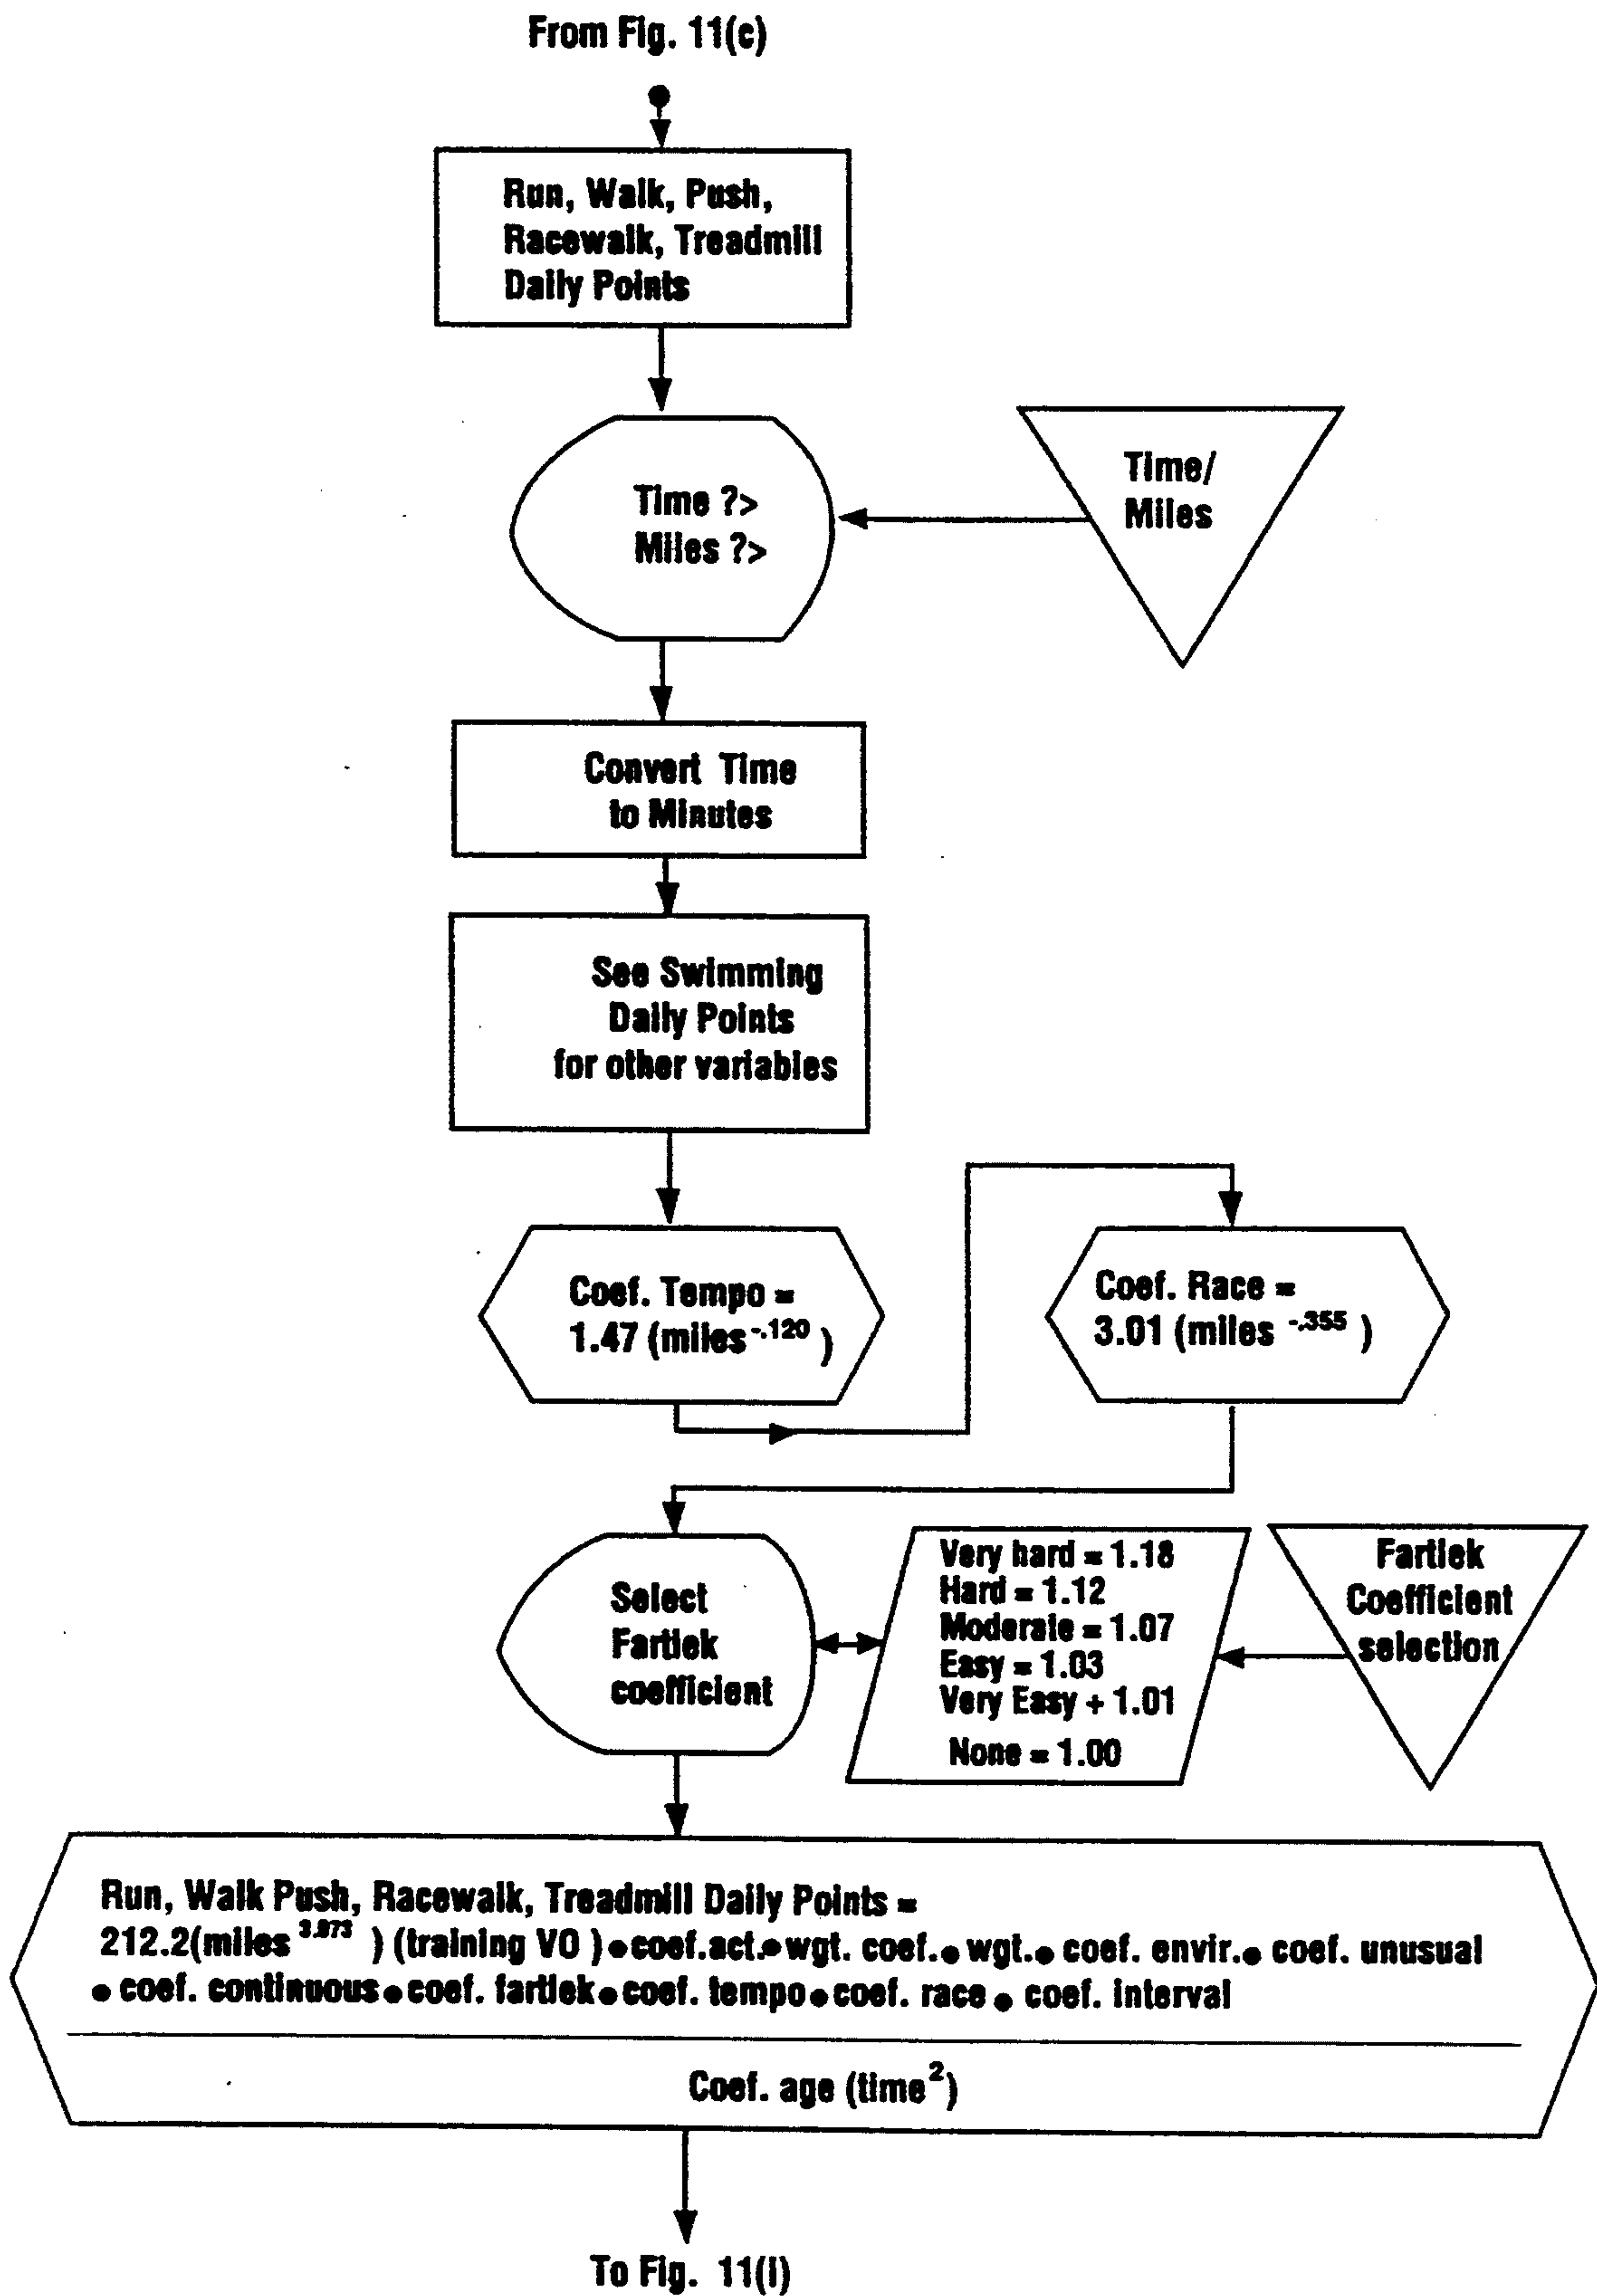 From Fig. 11(c)
Run, Walk, Push,
Racewalk, Treadmill
Daily Points
Time ?>
Miles ?>
Time/
Miles
Convert Time
to Minutes
See Swimming
Daily Points
for other variables
Coef. Tempo =
1.47 (miles^-.120 )
Coef. Race =
3.01 (miles ^-.355 )
Select
Fartlek
coefficient
Very hard = 1.18
Hard = 1.12
Moderate = 1.07
Easy = 1.03
Very Easy + 1.01
None = 1.00
Fartlek
Coefficient
selection
Run, Walk Push, Racewalk, Treadmill Daily Points =
212.2(miles ) (training VO )•coef.act.•wgt. coef.• wgt.• coef. envir.• coef. unusual
• coef. continuous•coef. fartlek•coef. tempo•coef. race • coef. interval
Coef. age (time²)
To Fig. 11(I)